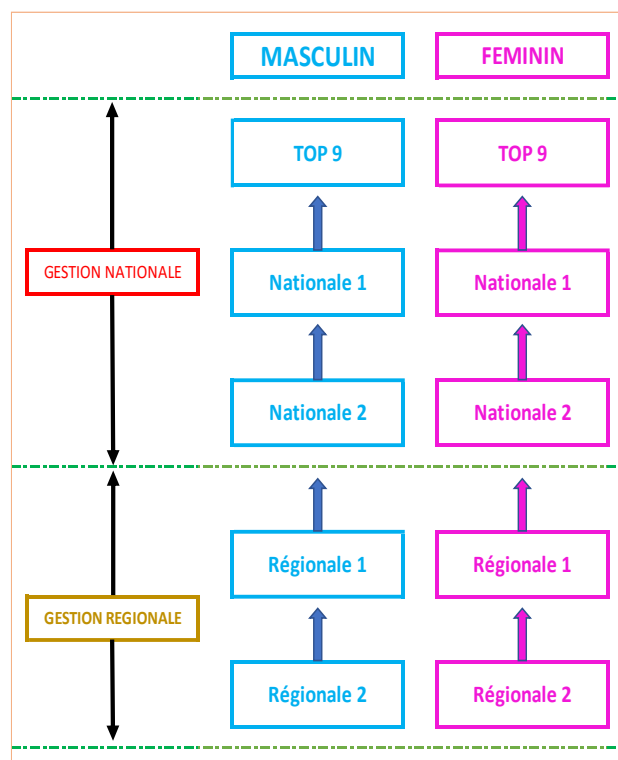 MASCULIN
FEMININ
TOP 9
TOP 9
GESTION NATIONALE
Nationale 1
Nationale 1
Nationale 2
Nationale 2
Régionale 1
Régionale 1
GESTION REGIONALE
Régionale 2
Régionale 2